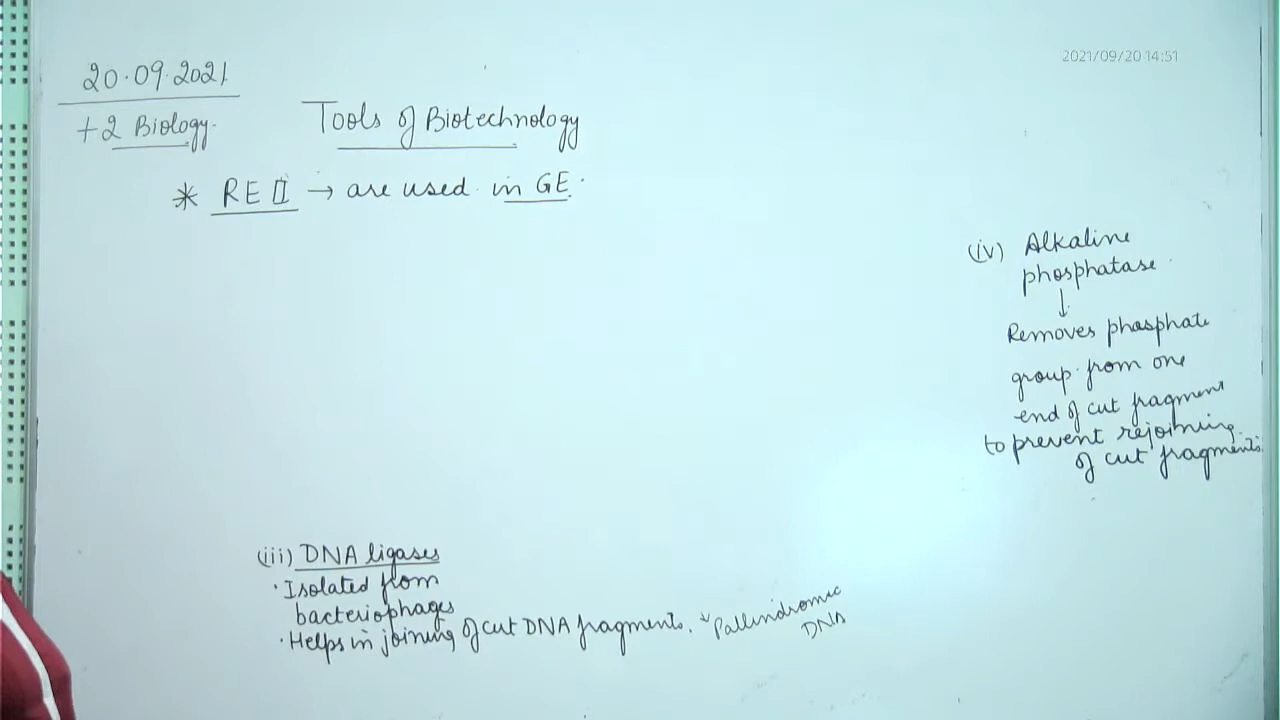 2021/09/20 14:51
20.09.2021
+2 Biology.
Tools of Biotechnology
* RE II → are used in GE.
(iv) Alkaline
phosphatase
↓
Removes phosphate
group from one
end of cut fragment
to prevent rejoining
of cut fragments.
(iii) DNA ligases
· Isolated from
bacteriophages
· Helps in joining of cut DNA fragments.
* Pallindromic
DNA